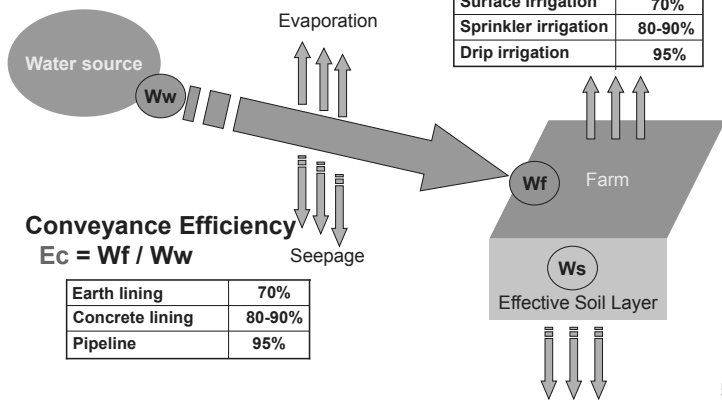 Surface irrigation 70%
Sprinkler irrigation 80-90%
Drip irrigation 95%
Evaporation
Water source
Ww
Wf
Farm
Conveyance Efficiency
Ec = Wf / Ww
Seepage
Ws
Effective Soil Layer
Earth lining 70%
Concrete lining 80-90%
Pipeline 95%